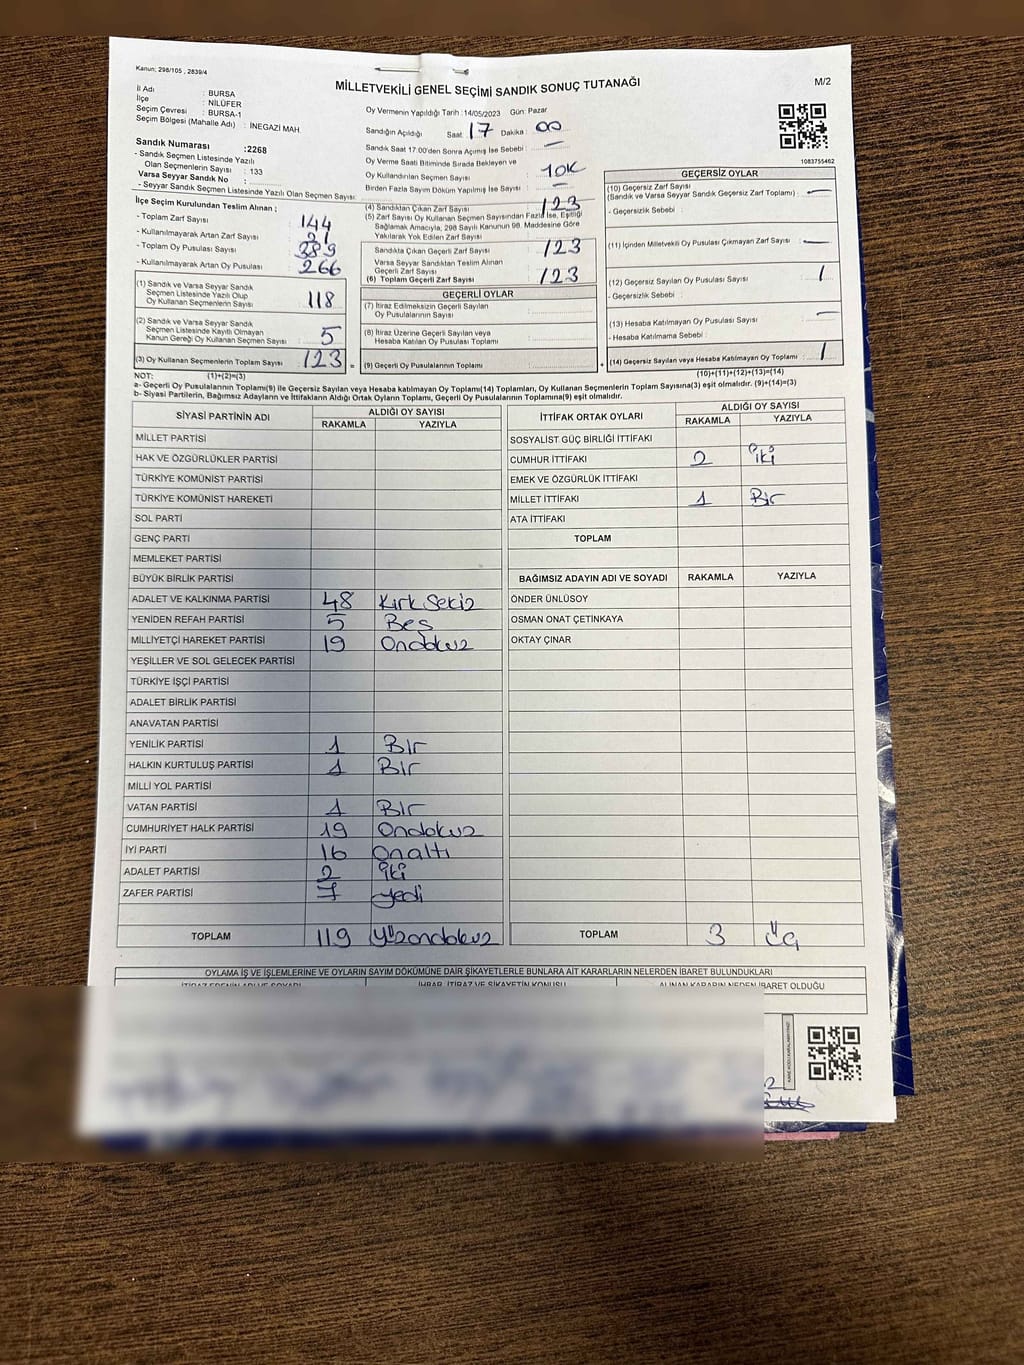 Kanun; 298/105 , 2839/4
MİLLETVEKİLİ GENEL SEÇİMİ SANDIK SONUÇ TUTANAĞI
M/2
İl Adı : BURSA
İlçe : NİLÜFER
Seçim Çevresi : BURSA-1
Seçim Bölgesi (Mahalle Adı) : İNEGAZİ MAH.
Sandık Numarası :2268
- Sandık Seçmen Listesinde Yazılı
Olan Seçmenlerin Sayısı : 133
Varsa Seyyar Sandık No :
- Seyyar Sandık Seçmen Listesinde Yazılı Olan Seçmen Sayısı:
Oy Vermenin Yapıldığı Tarih : 14/05/2023 Gün: Pazar
Sandığın Açıldığı Saat : 17 Dakika : 00
Sandık Saat 17:00'den Sonra Açılmış İse Sebebi : —
Oy Verme Saati Bitiminde Sırada Bekleyen ve
Oy Kullandırılan Seçmen Sayısı :
Birden Fazla Sayım Döküm Yapılmış İse Sayısı : —
1083755462
İlçe Seçim Kurulundan Teslim Alınan ;
- Toplam Zarf Sayısı : 144
- Kullanılmayarak Artan Zarf Sayısı : 21
- Toplam Oy Pusulası Sayısı : 389
- Kullanılmayarak Artan Oy Pusulası : 266
(1) Sandık ve Varsa Seyyar Sandık
Seçmen Listesinde Yazılı Olup
Oy Kullanan Seçmenlerin Sayısı : 118
(2) Sandık ve Varsa Seyyar Sandık
Seçmen Listesinde Kayıtlı Olmayan
Kanun Gereği Oy Kullanan Seçmen Sayısı : 5
(3) Oy Kullanan Seçmenlerin Toplam Sayısı : 123
(4) Sandıktan Çıkan Zarf Sayısı : 123
(5) Zarf Sayısı Oy Kullanan Seçmen Sayısından Fazla İse, Eşitliği
Sağlamak Amacıyla, 298 Sayılı Kanunun 98. Maddesine Göre
Yakılarak Yok Edilen Zarf Sayısı :
Sandıkta Çıkan Geçerli Zarf Sayısı : 123
Varsa Seyyar Sandıktan Teslim Alınan
Geçerli Zarf Sayısı :
(6) Toplam Geçerli Zarf Sayısı : 123
GEÇERLİ OYLAR
(7) İtiraz Edilmeksizin Geçerli Sayılan
Oy Pusulalarının Toplamı :
(8) İtiraz Üzerine Geçerli Sayılan veya
Hesaba Katılan Oy Pusulaları Toplamı :
= (9) Geçerli Oy Pusulalarının Toplamı :
GEÇERSİZ OYLAR
(10) Geçersiz Zarf Sayısı
(Sandık ve Varsa Seyyar Sandık Geçersiz Zarf Toplamı) : —
- Geçersizlik Sebebi :
(11) İçinden Milletvekili Oy Pusulası Çıkmayan Zarf Sayısı : —
(12) Geçersiz Sayılan Oy Pusulası Sayısı : 1
- Geçersizlik Sebebi :
(13) Hesaba Katılmayan Oy Pusulası Sayısı : —
- Hesaba Katılmama Sebebi :
+ (14) Geçersiz Sayılan veya Hesaba Katılmayan Oy Toplamı : 1
NOT: (1)+(2)=(3)
(10)+(11)+(12)+(13)=(14)
a- Geçerli Oy Pusulalarının Toplamı(9) ile Geçersiz Sayılan veya Hesaba katılmayan Oy Toplamı(14) Toplamları, Oy Kullanan Seçmenlerin Toplam Sayısına(3) eşit olmalıdır. (9)+(14)=(3)
b- Siyasi Partilerin, Bağımsız Adayların ve İttifakların Aldığı Oyların Toplamı, Geçerli Oy Pusulalarının Toplamına(9) eşit olmalıdır.
SİYASİ PARTİNİN ADI ALDIĞI OY SAYISI
RAKAMLA YAZIYLA
MİLLET PARTİSİ
HAK VE ÖZGÜRLÜKLER PARTİSİ
TÜRKİYE KOMÜNİST PARTİSİ
TÜRKİYE KOMÜNİST HAREKETİ
SOL PARTİ
GENÇ PARTİ
MEMLEKET PARTİSİ
BÜYÜK BİRLİK PARTİSİ
ADALET VE KALKINMA PARTİSİ 48 Kırk Sekiz
YENİDEN REFAH PARTİSİ 5 Beş
MİLLİYETÇİ HAREKET PARTİSİ 19 Ondokuz
YEŞİLLER VE SOL GELECEK PARTİSİ
TÜRKİYE İŞÇİ PARTİSİ
ADALET BİRLİK PARTİSİ
ANAVATAN PARTİSİ
YENİLİK PARTİSİ 1 Bir
HALKIN KURTULUŞ PARTİSİ 1 Bir
MİLLİ YOL PARTİSİ
VATAN PARTİSİ 1 Bir
CUMHURİYET HALK PARTİSİ 19 Ondokuz
İYİ PARTİ 16 Onaltı
ADALET PARTİSİ 2 İki
ZAFER PARTİSİ 7 Yedi
TOPLAM 119 Yüzondokuz
İTTİFAK ORTAK OYLARI ALDIĞI OY SAYISI
RAKAMLA YAZIYLA
SOSYALİST GÜÇ BİRLİĞİ İTTİFAKI
CUMHUR İTTİFAKI 2 İki
EMEK VE ÖZGÜRLÜK İTTİFAKI
MİLLET İTTİFAKI 1 Bir
ATA İTTİFAKI
TOPLAM
BAĞIMSIZ ADAYIN ADI VE SOYADI RAKAMLA YAZIYLA
ÖNDER ÜNLÜSOY
OSMAN ONAT ÇETİNKAYA
OKTAY ÇINAR
TOPLAM 3 Üç
OYLAMA İŞ VE İŞLEMLERİNE VE OYLARIN SAYIM DÖKÜMÜNE DAİR ŞİKAYETLERLE BUNLARA AİT KARARLARIN NELERDEN İBARET BULUNDUKLARI
İTİRAZ EDENİN ADI VE SOYADI İHBAR, İTİRAZ VE ŞİKAYETİN KONUSU ALINAN KARARIN NEDEN İBARET OLDUĞU